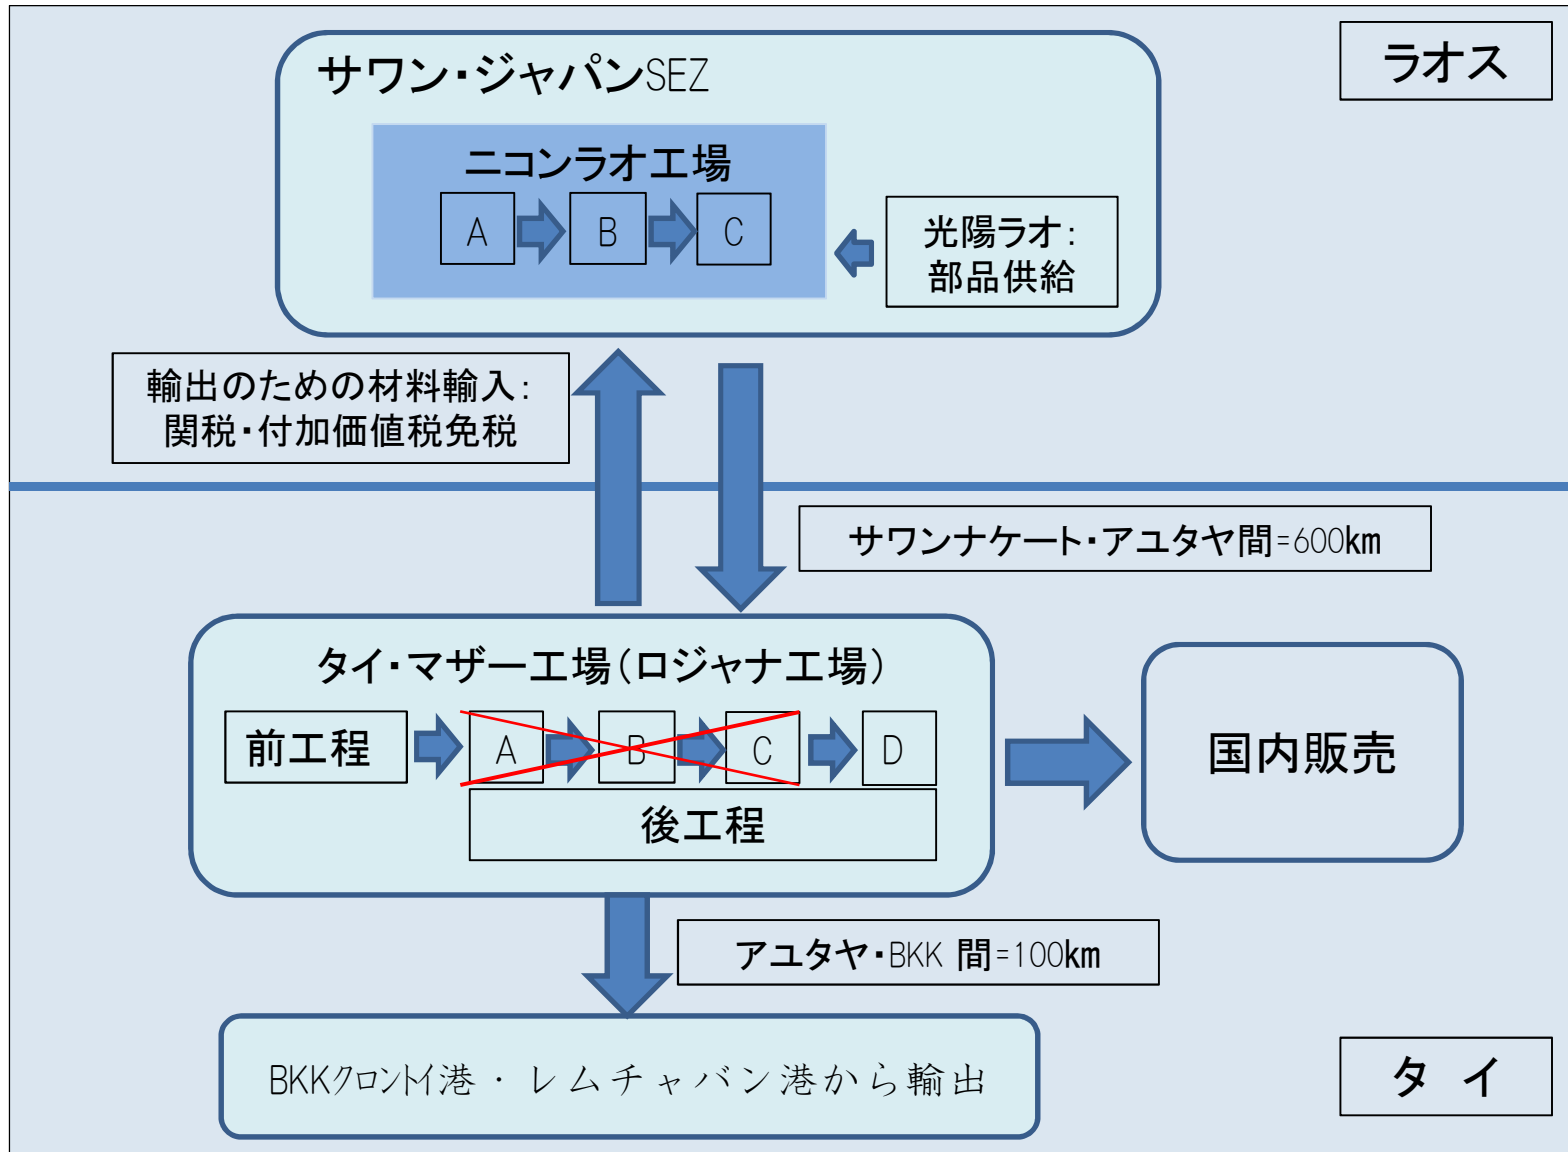 ラオス
サワン・ジャパンSEZ
ニコンラオ工場
A
B
C
光陽ラオ：
部品供給
輸出のための材料輸入：
関税・付加価値税免税
サワンナケート・アユタヤ間=600km
タイ・マザー工場（ロジャナ工場）
前工程
A
B
C
D
後工程
国内販売
アユタヤ・BKK 間=100km
BKKクロントイ港・レムチャバン港から輸出
タ イ